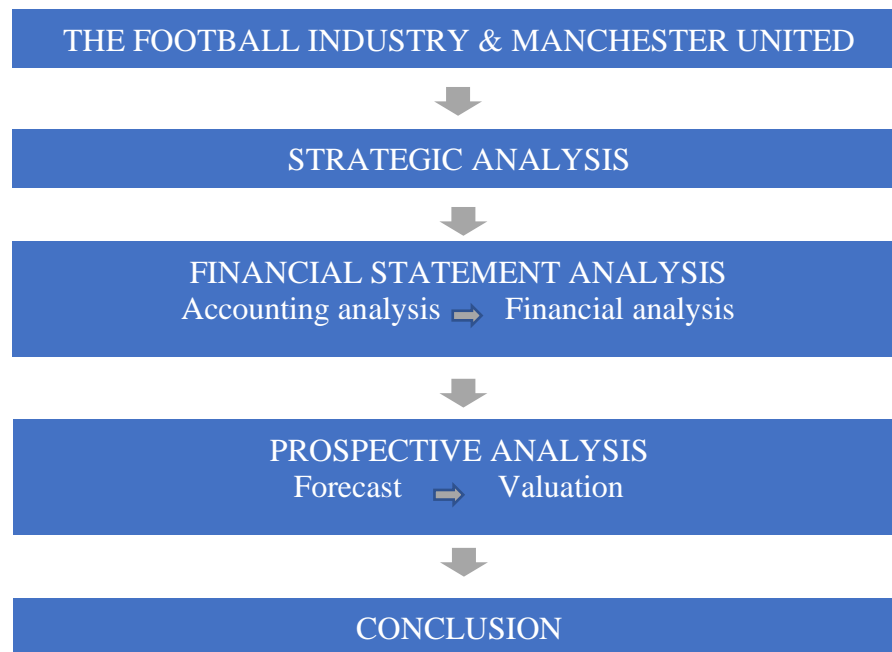 THE FOOTBALL INDUSTRY & MANCHESTER UNITED
STRATEGIC ANALYSIS
FINANCIAL STATEMENT ANALYSIS
Accounting analysis Financial analysis
PROSPECTIVE ANALYSIS
Forecast Valuation
CONCLUSION